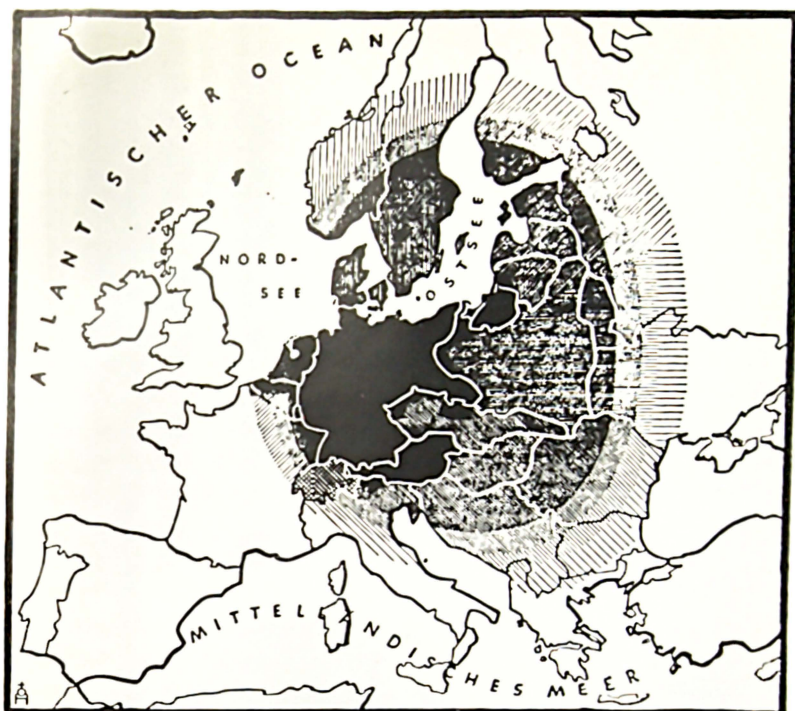 ATLANTISCHER OCEAN
NORD-
SEE
OSTSEE
MITTELLÄNDISCHES MEER